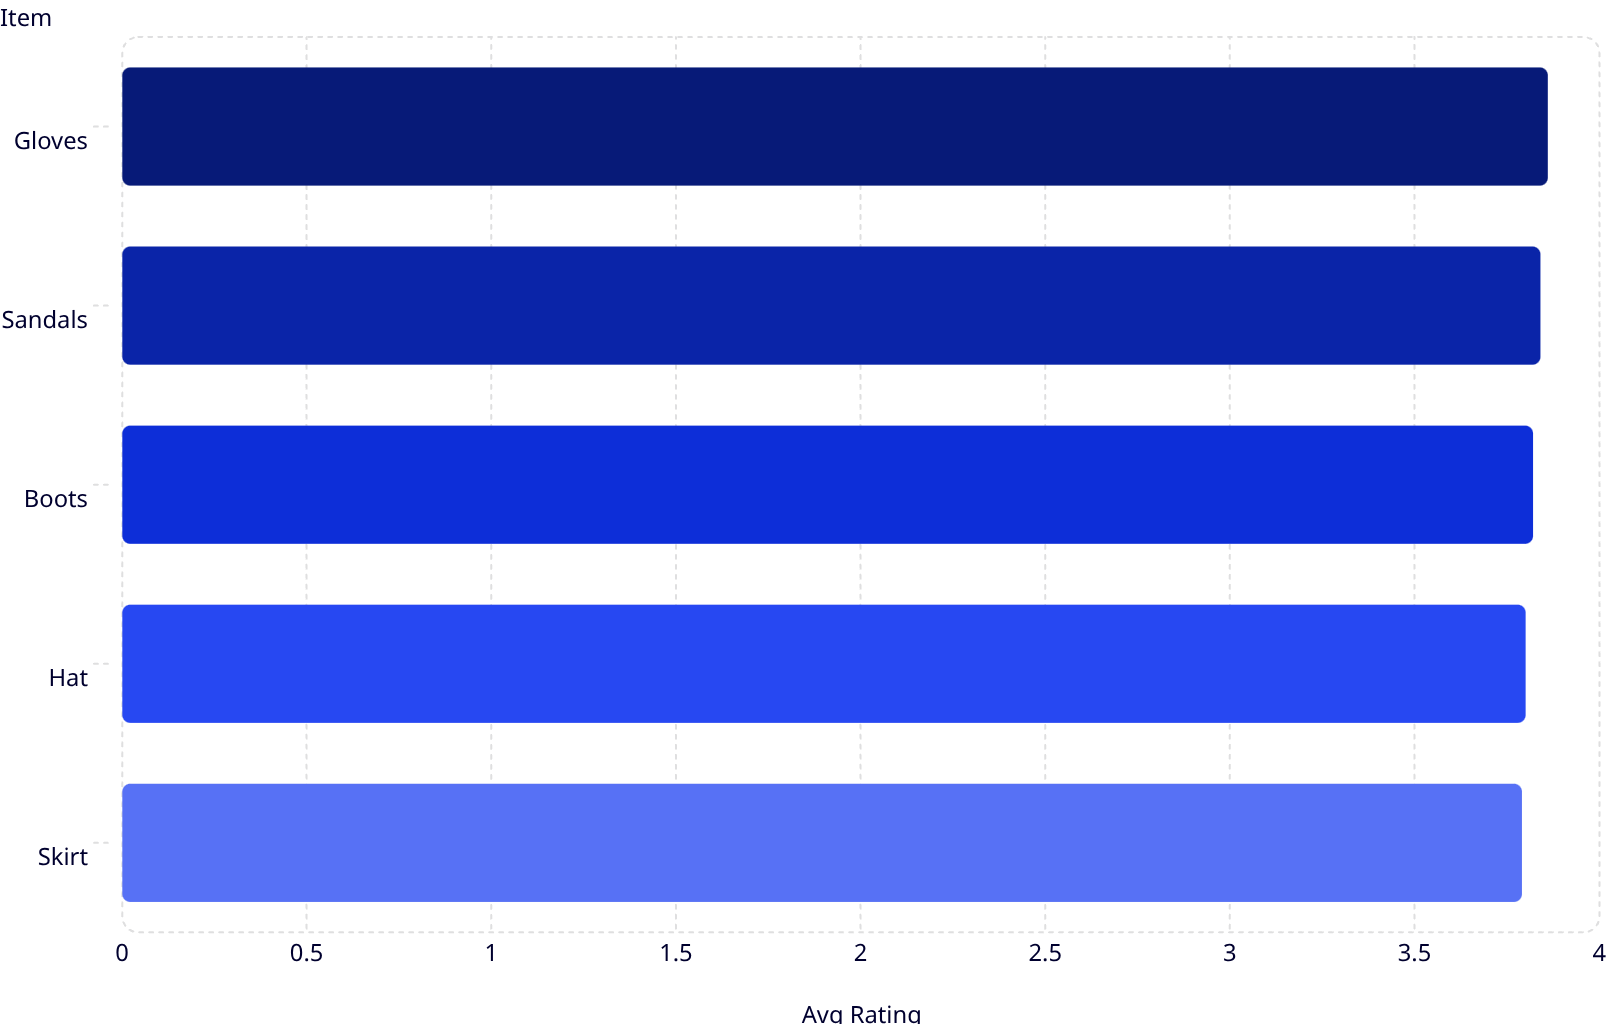 Item
Gloves
Sandals
Boots
Hat
Skirt
0 0.5 1 1.5 2 2.5 3 3.5 4
Avg Rating